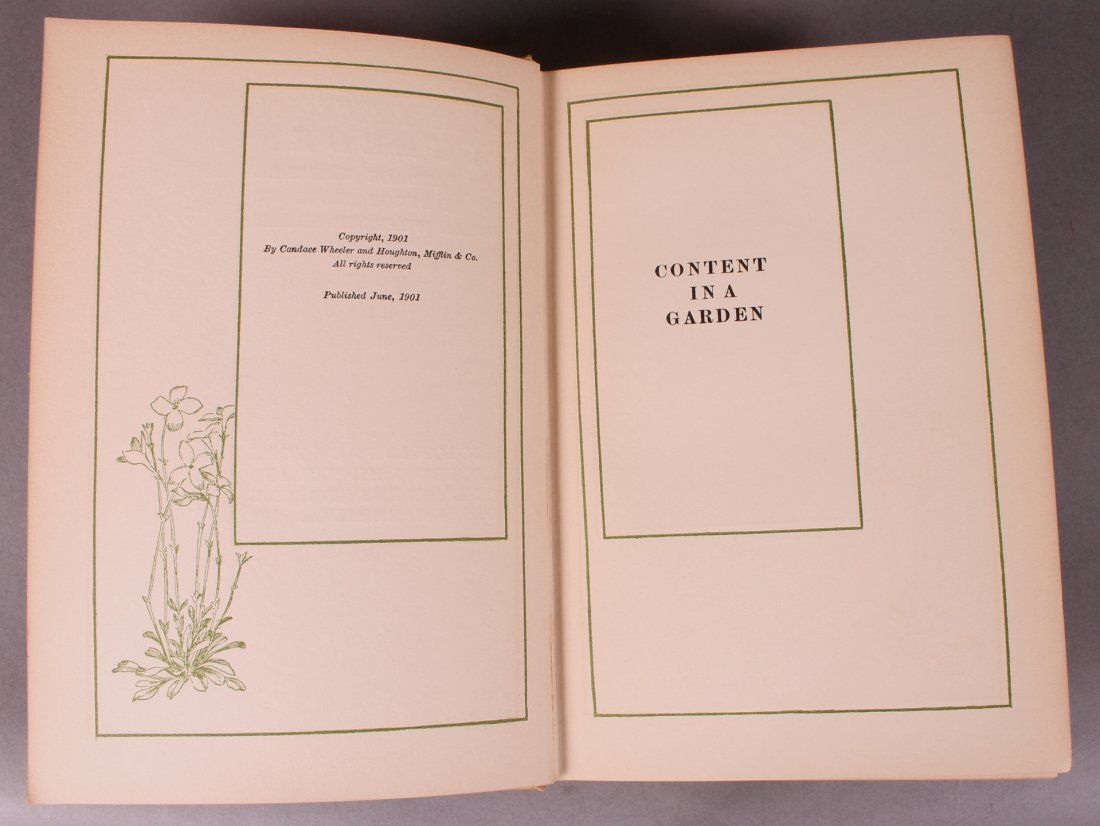 Copyright, 1901
By Candace Wheeler and Houghton, Mifflin & Co.
All rights reserved
Published June, 1901
CONTENT
IN A
GARDEN